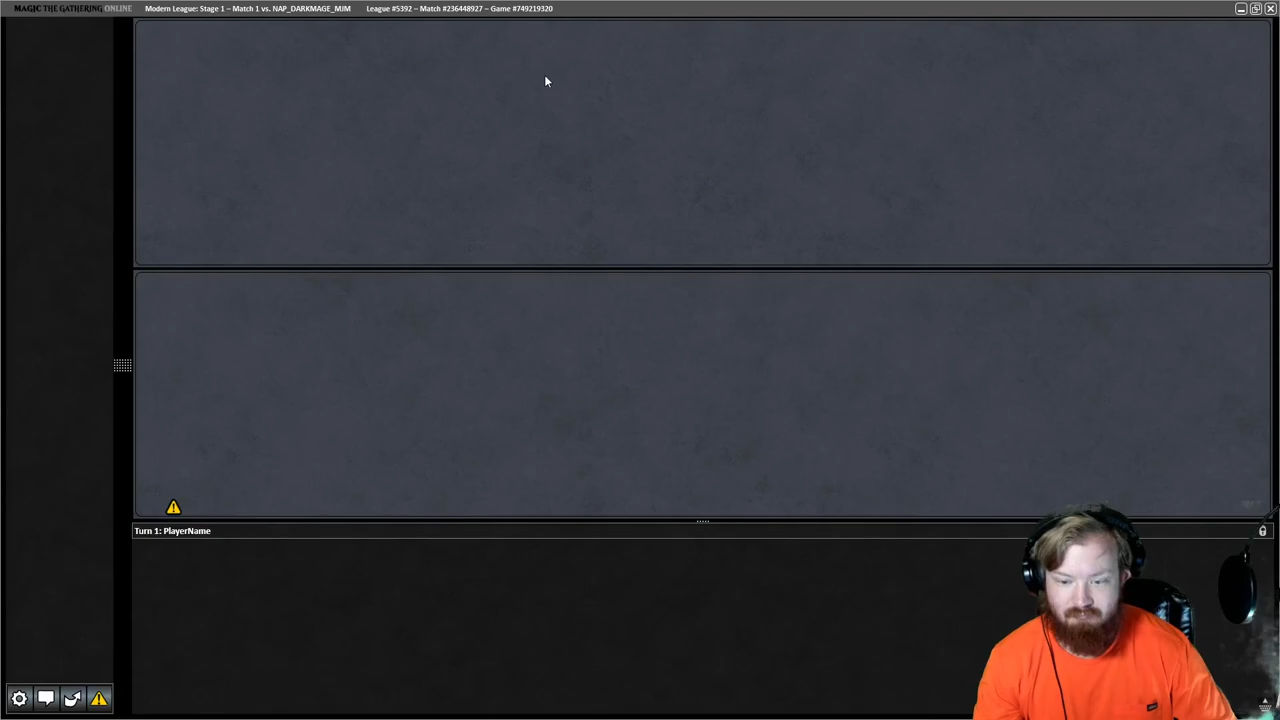 MAGIC THE GATHERING ONLINE
Modern League: Stage 1 – Match 1 vs. NAP_DARKMAGE_MJM League #5392 – Match #236448927 – Game #749219320
Turn 1: PlayerName